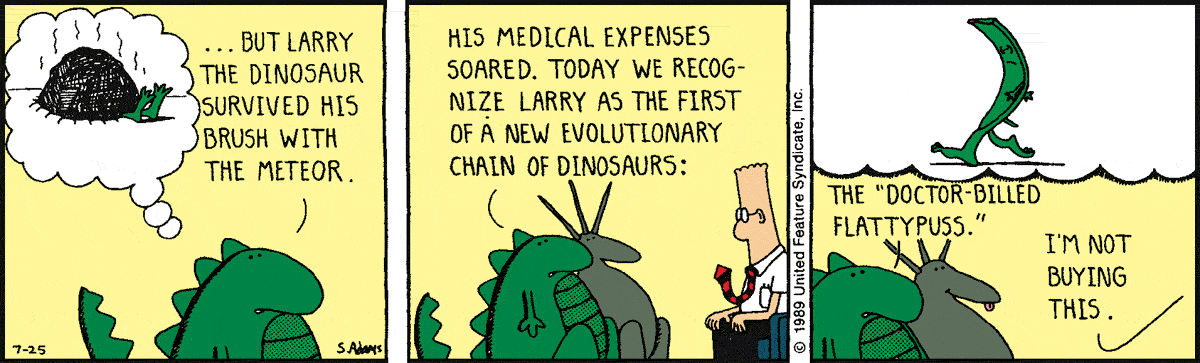 ... BUT LARRY
THE DINOSAUR
SURVIVED HIS
BRUSH WITH
THE METEOR.
7-25
S.Adams
HIS MEDICAL EXPENSES
SOARED. TODAY WE RECOG-
NIZE LARRY AS THE FIRST
OF A NEW EVOLUTIONARY
CHAIN OF DINOSAURS:
© 1989 United Feature Syndicate, Inc.
THE "DOCTOR-BILLED
FLATTYPUSS."
I'M NOT
BUYING
THIS.